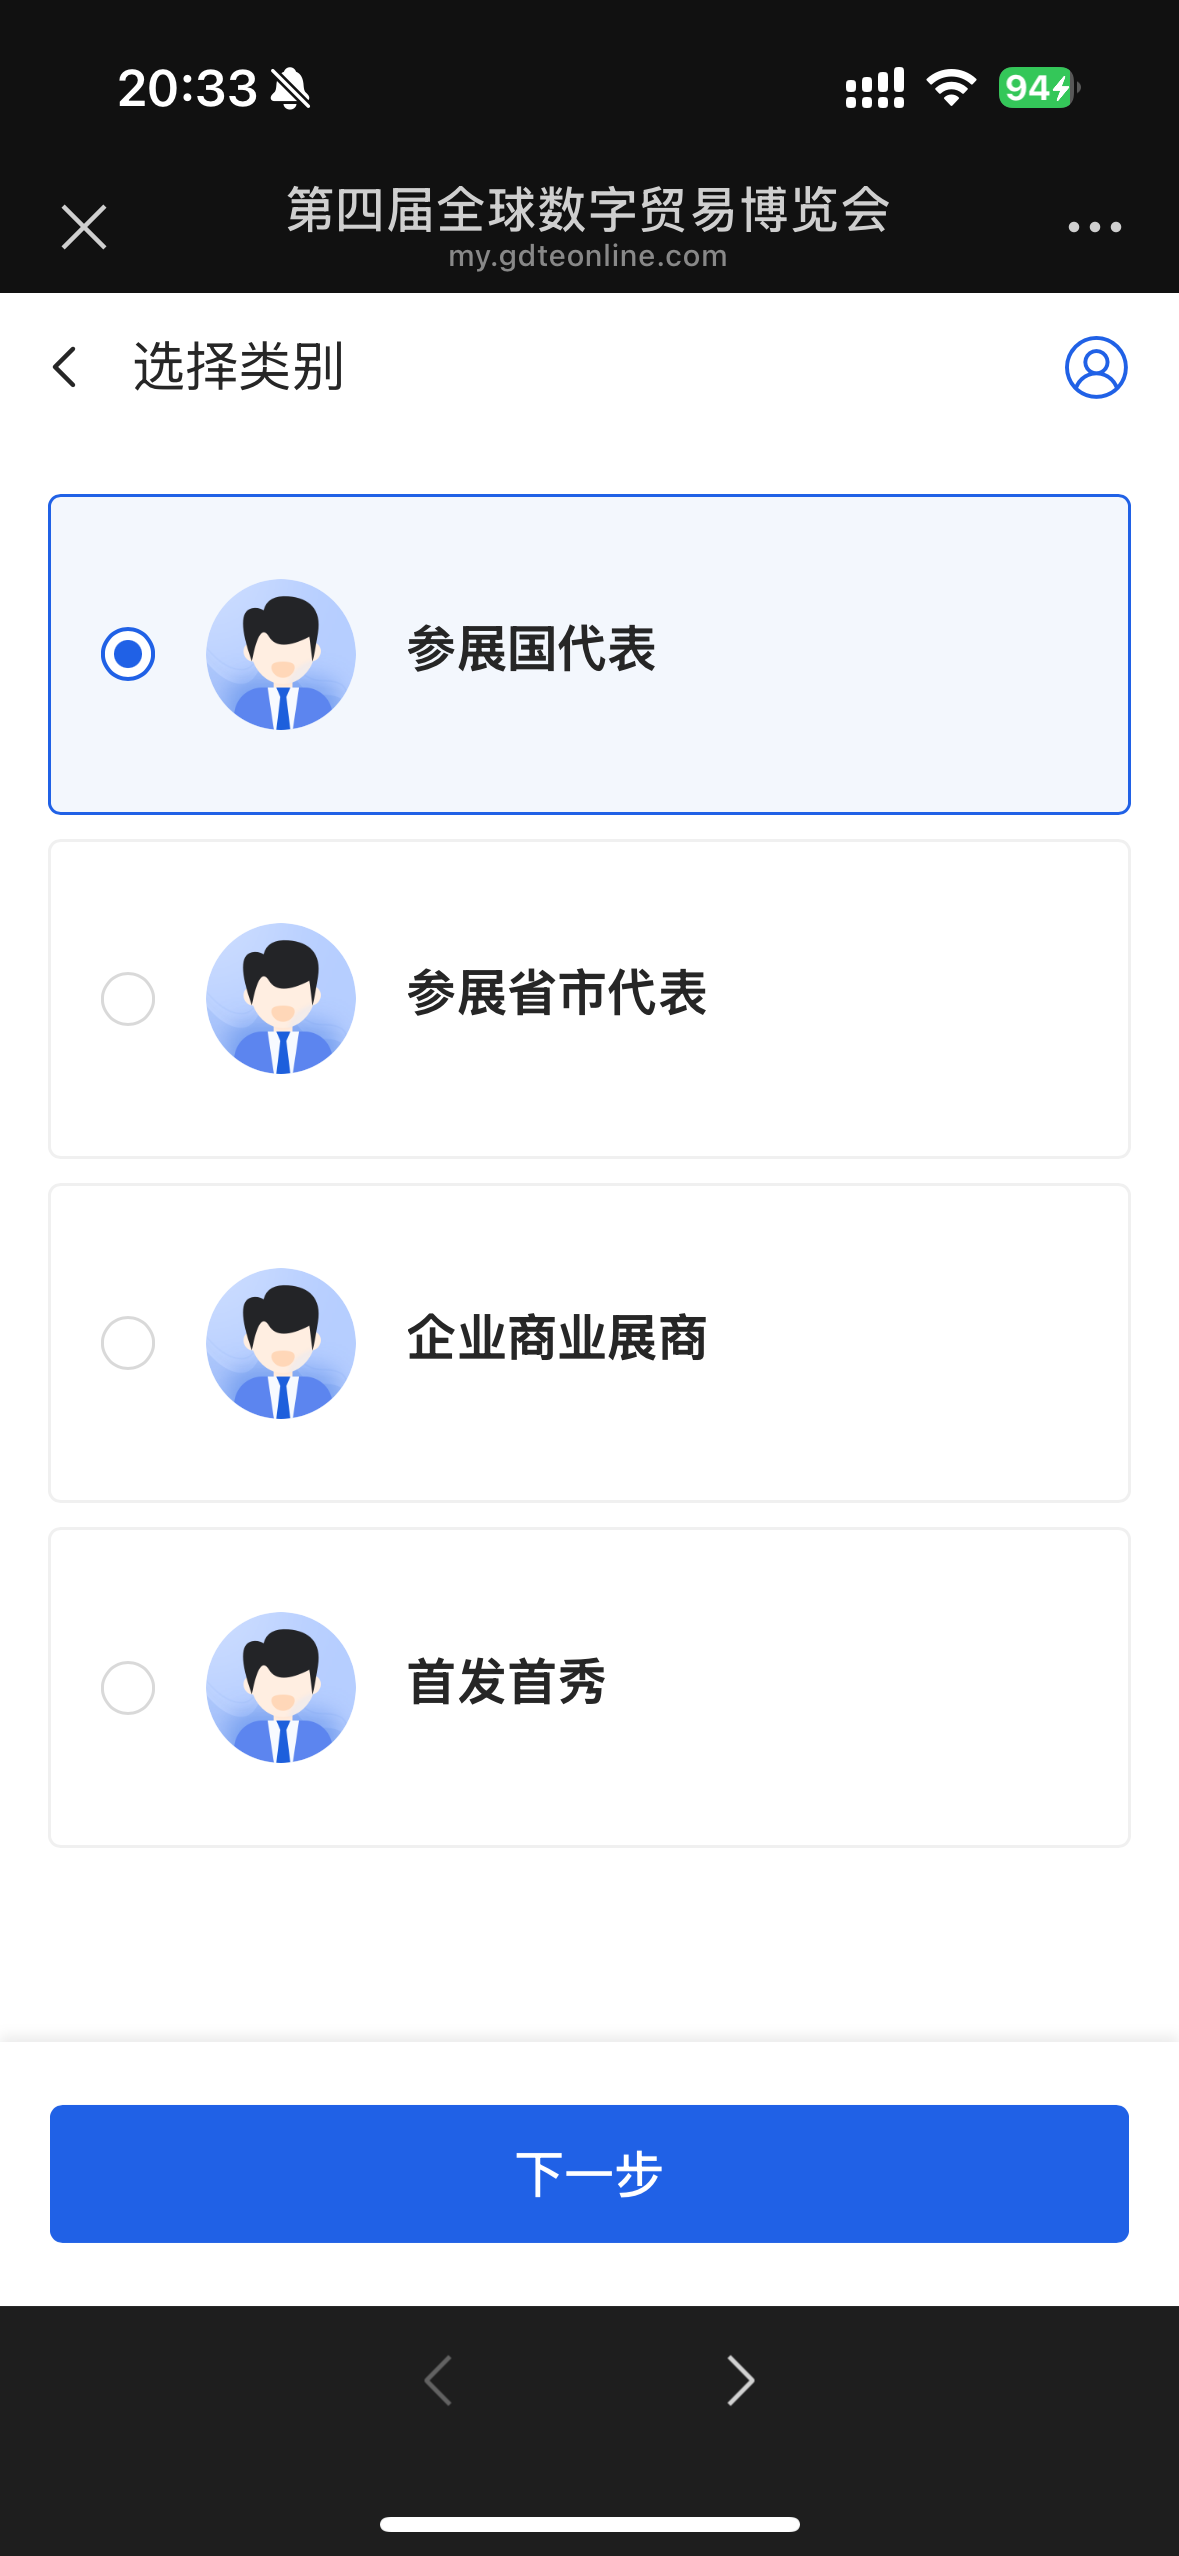 20:33
94
第四届全球数字贸易博览会
my.gdteonline.com
选择类别
参展国代表
参展省市代表
企业商业展商
首发首秀
下一步